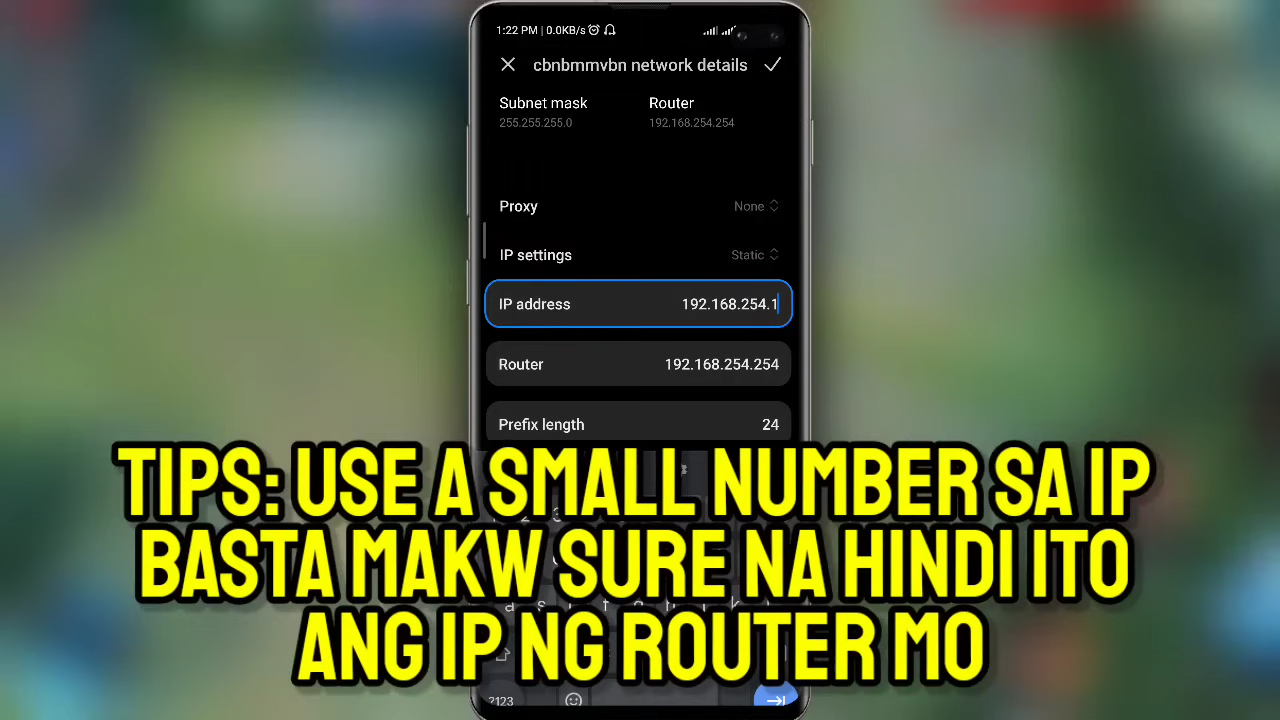 1:22 PM | 0.0KB/s
cbnbmmvbn network details
Subnet mask Router
255.255.255.0 192.168.254.254
Proxy None
IP settings Static
IP address 192.168.254.1
Router 192.168.254.254
Prefix length 24
TIPS: USE A SMALL NUMBER SA IP
BASTA MAKW SURE NA HINDI ITO
ANG IP NG ROUTER MO
?123